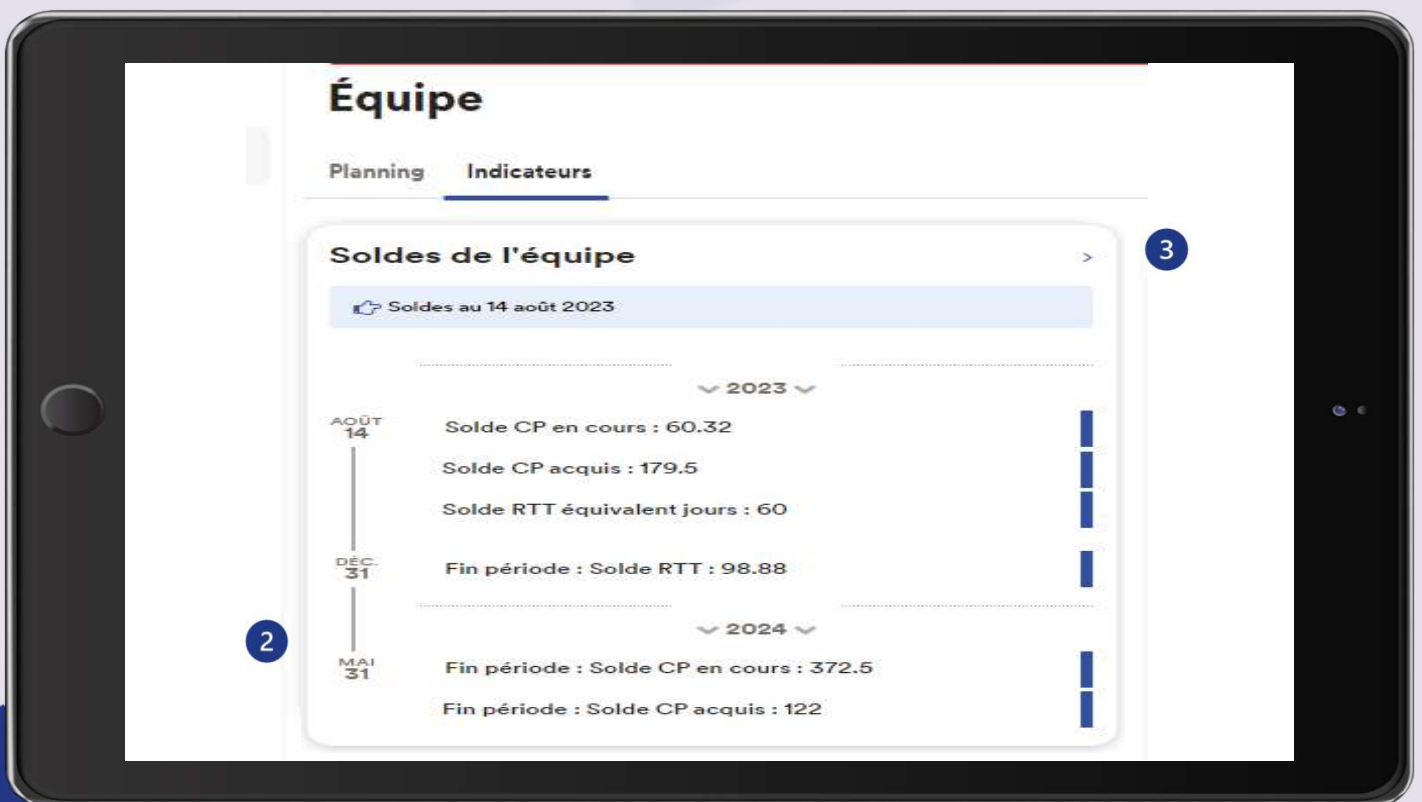 Équipe
Planning Indicateurs
Soldes de l'équipe >
3
Soldes au 14 août 2023
2023
AOÛT
14
Solde CP en cours : 60.32
Solde CP acquis : 179.5
Solde RTT équivalent jours : 60
DÉC.
31
Fin période : Solde RTT : 98.88
2024
2
MAI
31
Fin période : Solde CP en cours : 372.5
Fin période : Solde CP acquis : 122